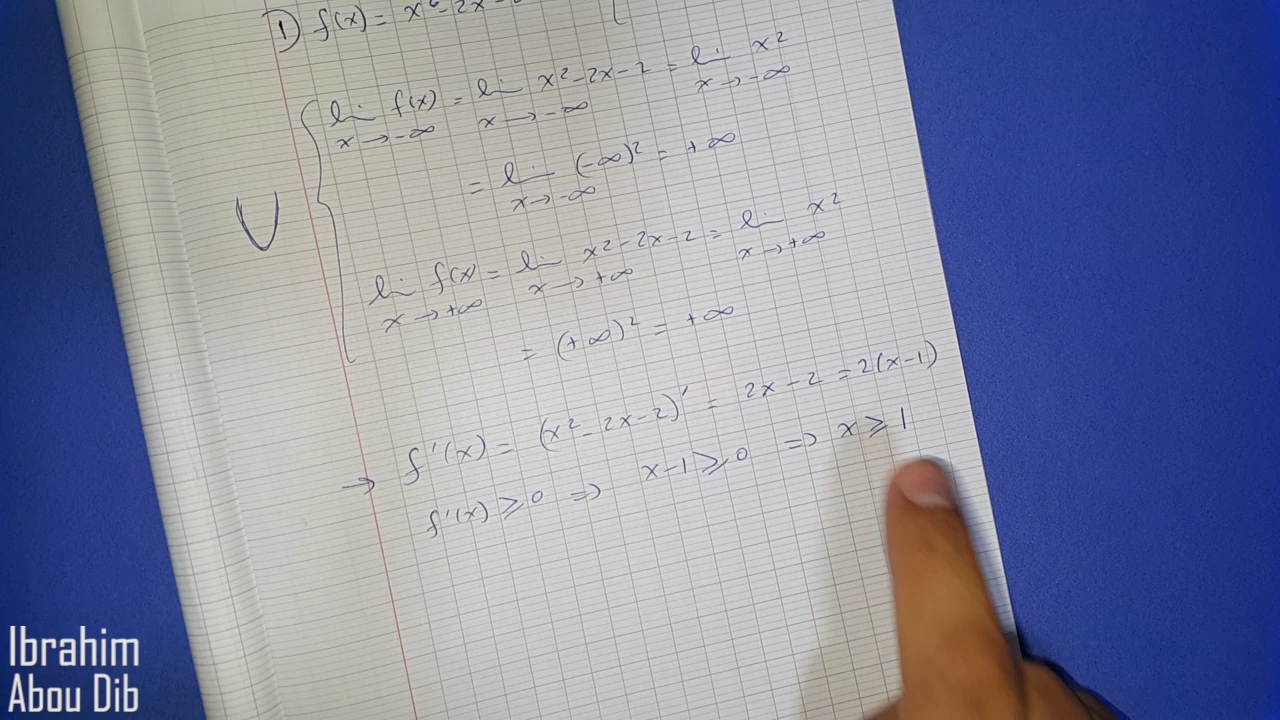 1) f(x) = x² - 2x -
lim f(x) = lim x² - 2x - 2 = lim x²
x → -∞ x → -∞ x → -∞
= lim (-∞)² = +∞
x → -∞
lim f(x) = lim x² - 2x - 2 = lim x²
x → +∞ x → +∞ x → +∞
= (+∞)² = +∞
→ f'(x) = (x² - 2x - 2)' = 2x - 2 = 2(x-1)
f'(x) ≥ 0 ⇒ x-1 ≥ 0 ⇒ x ≥ 1
Ibrahim
Abou Dib